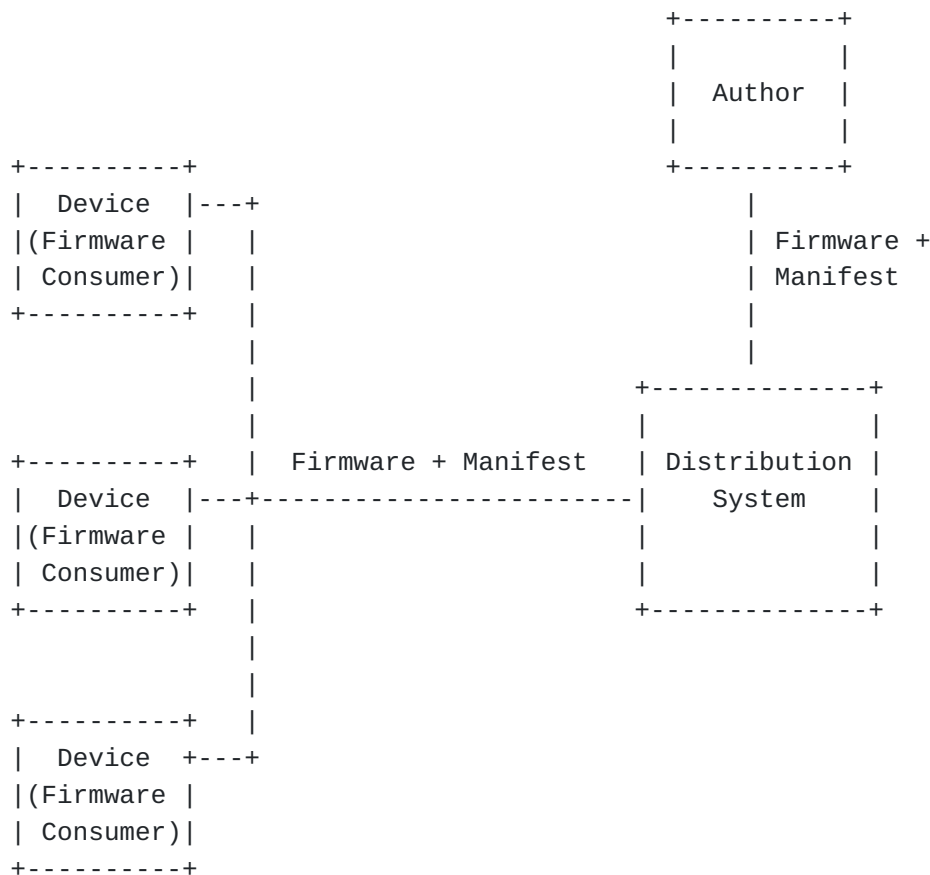 Author
Device
(Firmware
Consumer)
Firmware +
Manifest
Firmware + Manifest
Distribution
System
Device
(Firmware
Consumer)
Device
(Firmware
Consumer)